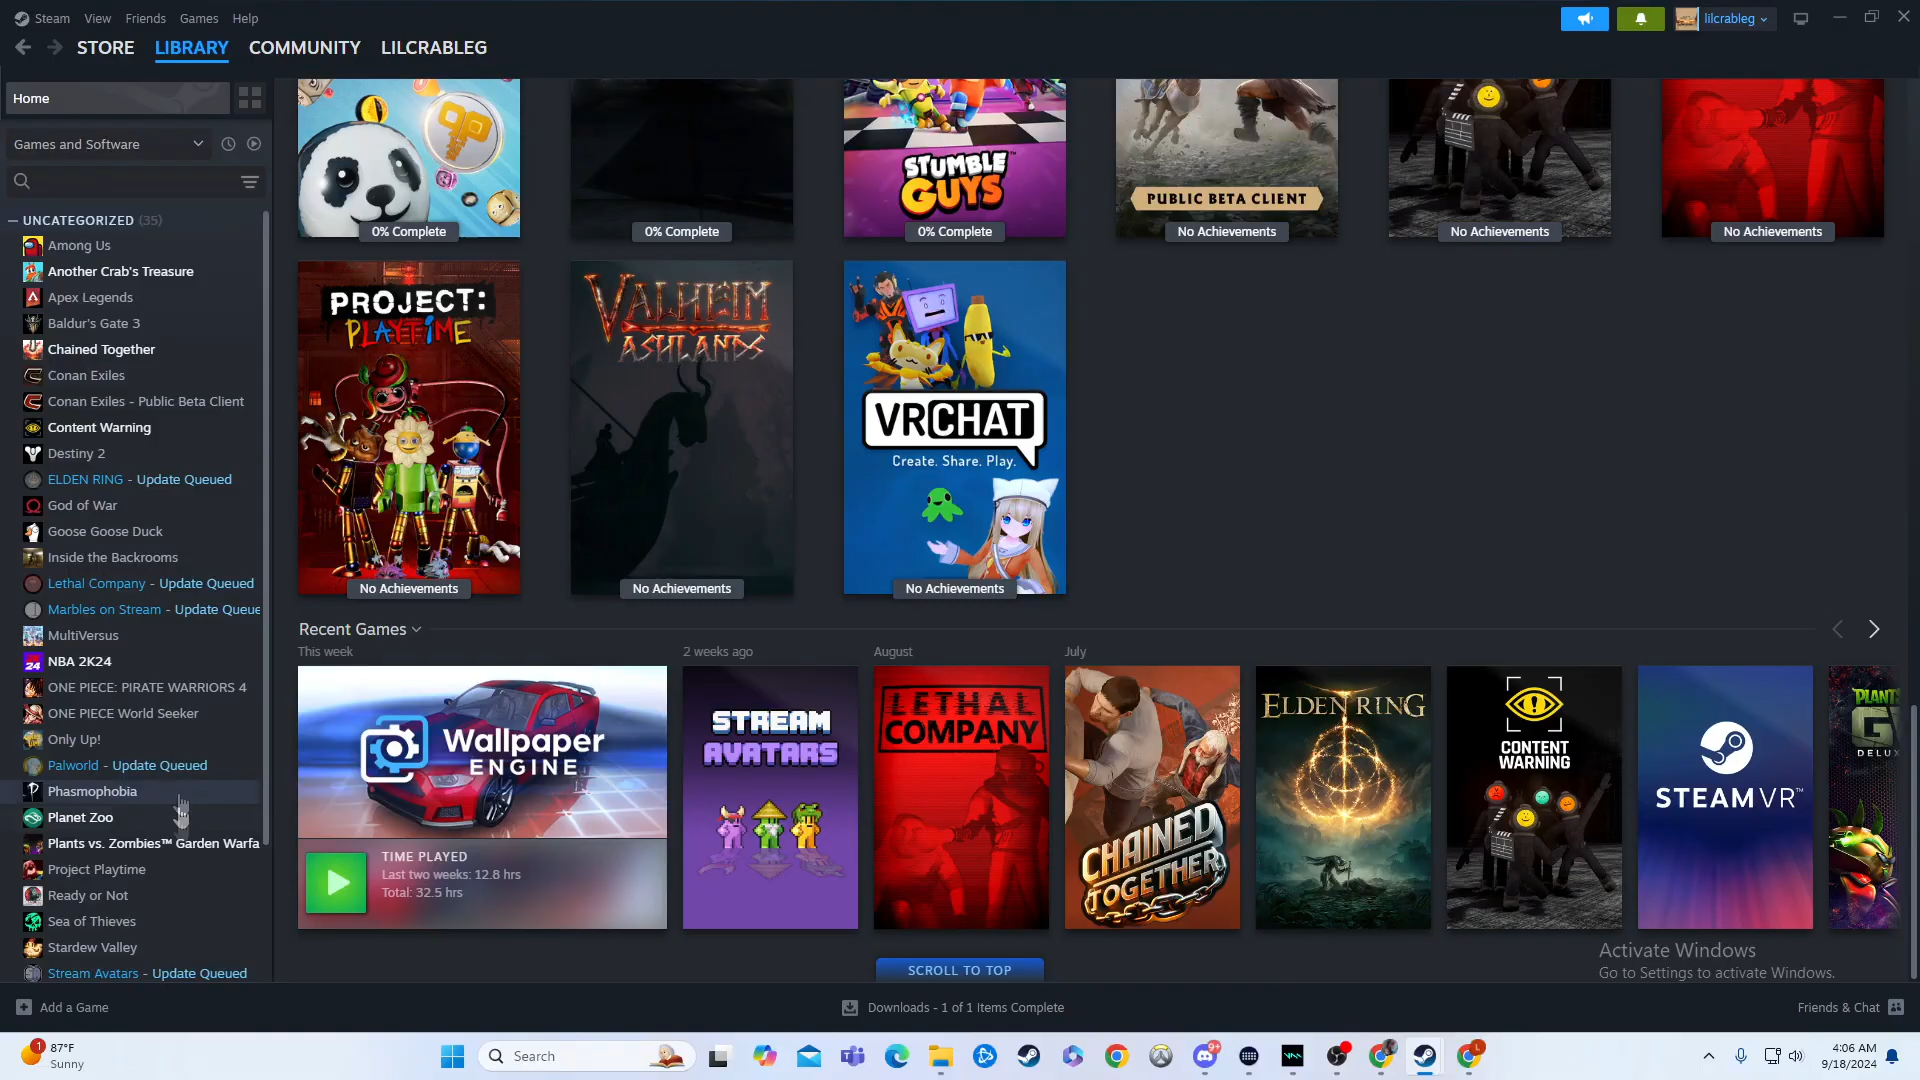 Steam View Friends Games Help
lilcrableg
STORE LIBRARY COMMUNITY LILCRABLEG
Home
Games and Software
UNCATEGORIZED (35)
Among Us
Another Crab's Treasure
Apex Legends
Baldur's Gate 3
Chained Together
Conan Exiles
Conan Exiles - Public Beta Client
Content Warning
Destiny 2
ELDEN RING - Update Queued
God of War
Goose Goose Duck
Inside the Backrooms
Lethal Company - Update Queued
Marbles on Stream - Update Queue
MultiVersus
NBA 2K24
ONE PIECE: PIRATE WARRIORS 4
ONE PIECE World Seeker
Only Up!
Palworld - Update Queued
Phasmophobia
Planet Zoo
Plants vs. Zombies™ Garden Warfa
Project Playtime
Ready or Not
Sea of Thieves
Stardew Valley
Stream Avatars - Update Queued
STUMBLE
GUYS
PUBLIC BETA CLIENT
0% Complete
0% Complete
0% Complete
No Achievements
No Achievements
No Achievements
PROJECT:
PLAYTIME
VALHEIM
ASHLANDS
VRCHAT
Create. Share. Play.
No Achievements
No Achievements
No Achievements
Recent Games
This week
2 weeks ago
August
July
Wallpaper
ENGINE
TIME PLAYED
Last two weeks: 12.8 hrs
Total: 32.5 hrs
STREAM
AVATARS
LETHAL
COMPANY
CHAINED
TOGETHER
ELDEN RING
CONTENT
WARNING
STEAMVR™
PLANT
G
DELUX
Activate Windows
Go to Settings to activate Windows.
SCROLL TO TOP
Add a Game
Downloads - 1 of 1 Items Complete
Friends & Chat
1
87°F
Sunny
Search
9+
L
4:06 AM
9/18/2024